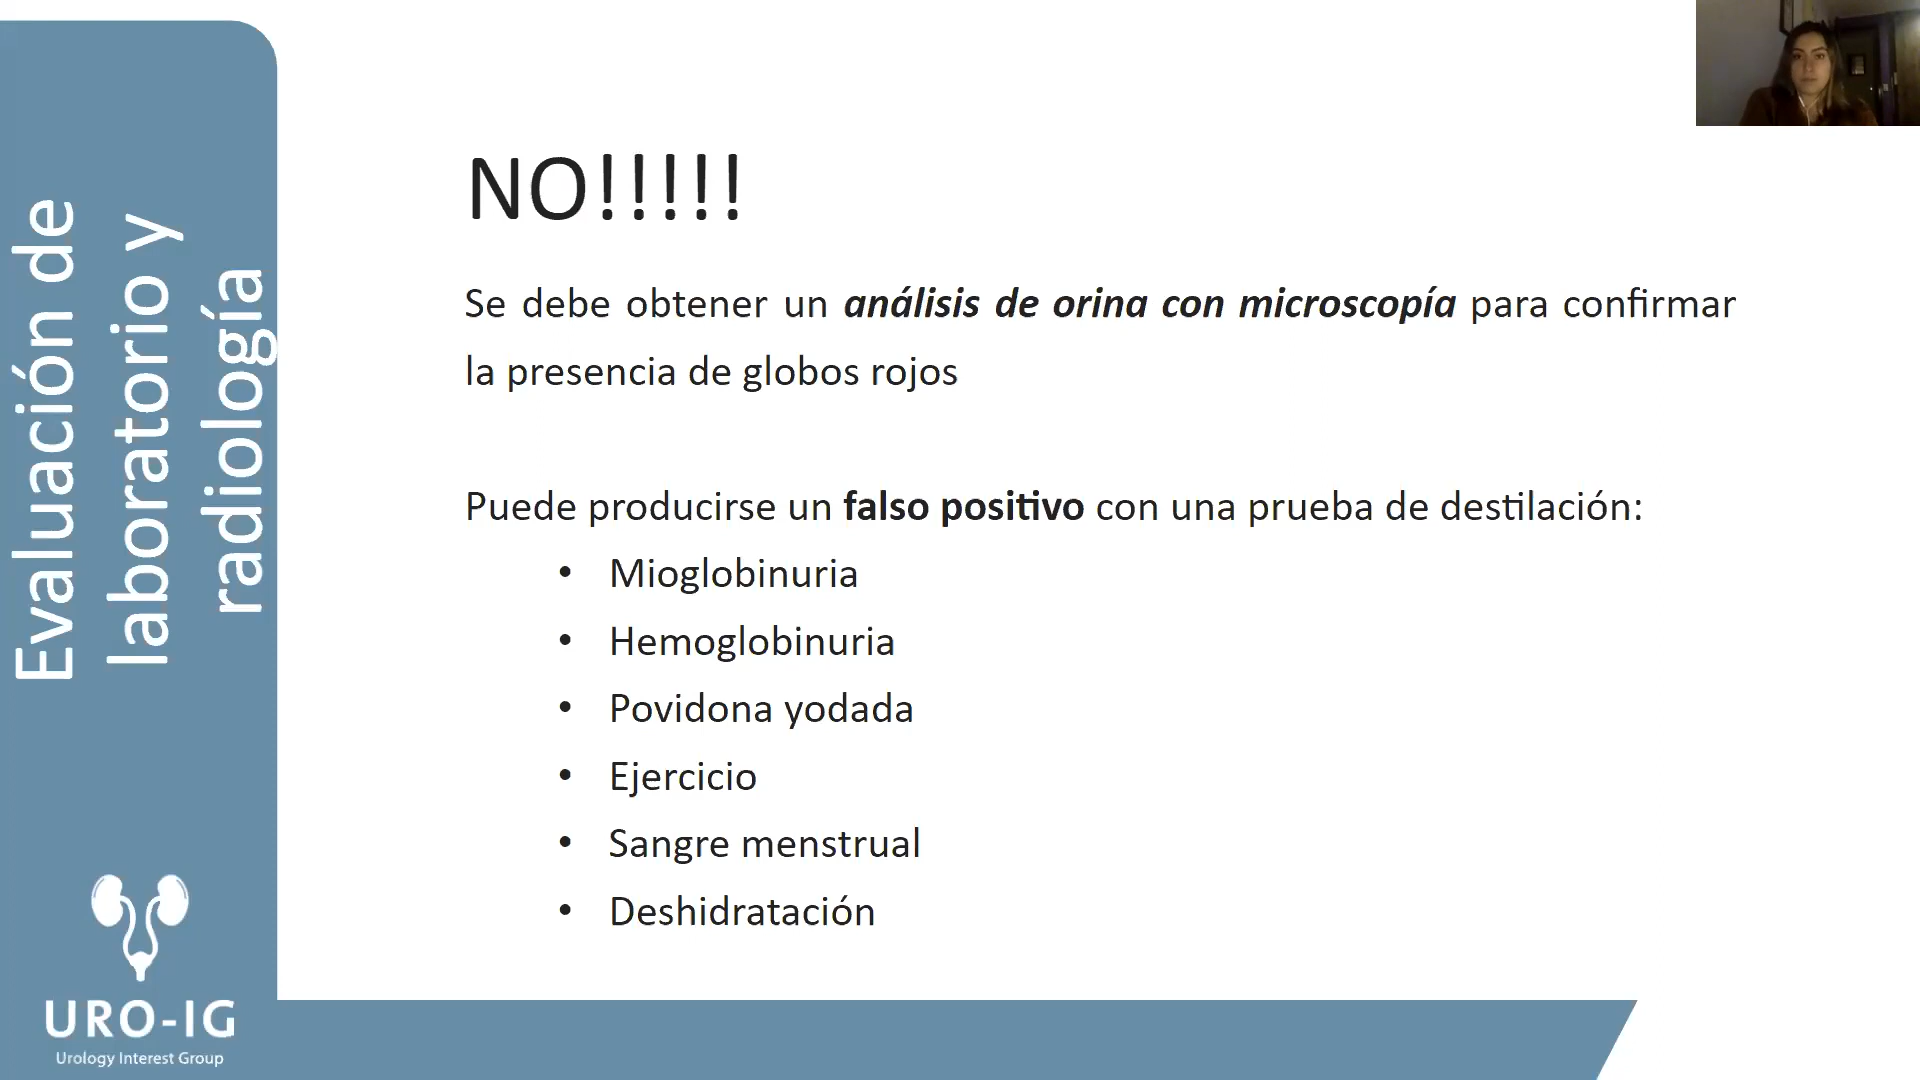 Evaluación de
laboratorio y
radiología
NO!!!!!
Se debe obtener un análisis de orina con microscopía para confirmar
la presencia de globos rojos
Puede producirse un falso positivo con una prueba de destilación:
• Mioglobinuria
• Hemoglobinuria
• Povidona yodada
• Ejercicio
• Sangre menstrual
• Deshidratación
URO-IG
Urology Interest Group